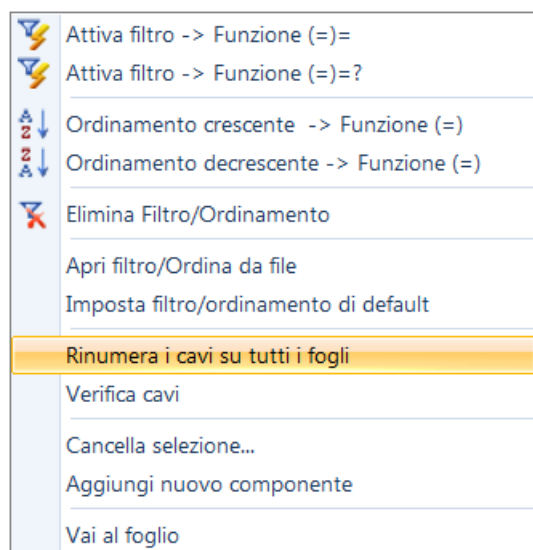 Attiva filtro -> Funzione (=)=
Attiva filtro -> Funzione (=)=?
Ordinamento crescente  -> Funzione (=)
Ordinamento decrescente -> Funzione (=)
Elimina Filtro/Ordinamento
Apri filtro/Ordina da file
Imposta filtro/ordinamento di default
Rinumera i cavi su tutti i fogli
Verifica cavi
Cancella selezione...
Aggiungi nuovo componente
Vai al foglio